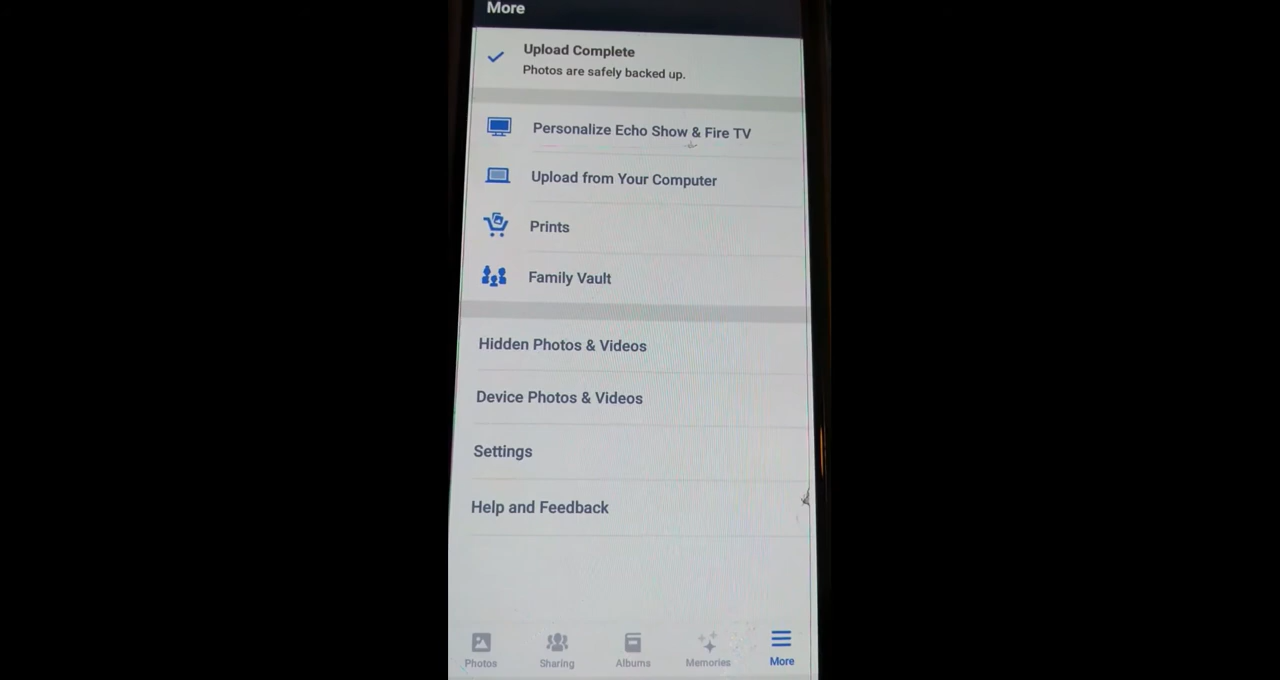 More
Upload Complete
Photos are safely backed up.
Personalize Echo Show & Fire TV
Upload from Your Computer
Prints
Family Vault
Hidden Photos & Videos
Device Photos & Videos
Settings
Help and Feedback
Photos Sharing Albums Memories More